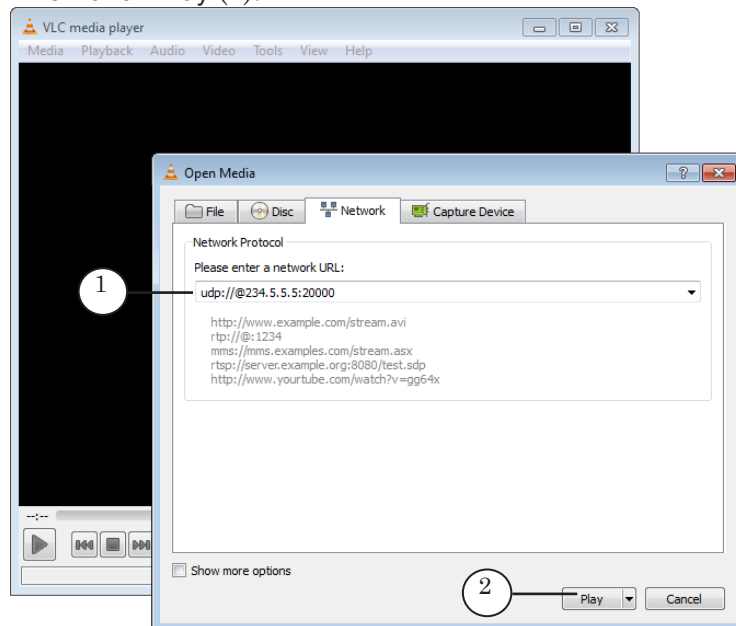 VLC media player
Media Playback Audio Video Tools View Help
Open Media
File Disc Network Capture Device
Network Protocol
Please enter a network URL:
1
udp://@234.5.5.5:20000
http://www.example.com/stream.avi
rtp://@:1234
mms://mms.examples.com/stream.asx
rtsp://server.example.org:8080/test.sdp
http://www.yourtube.com/watch?v=gg64x
--:--
Show more options
2
Play Cancel